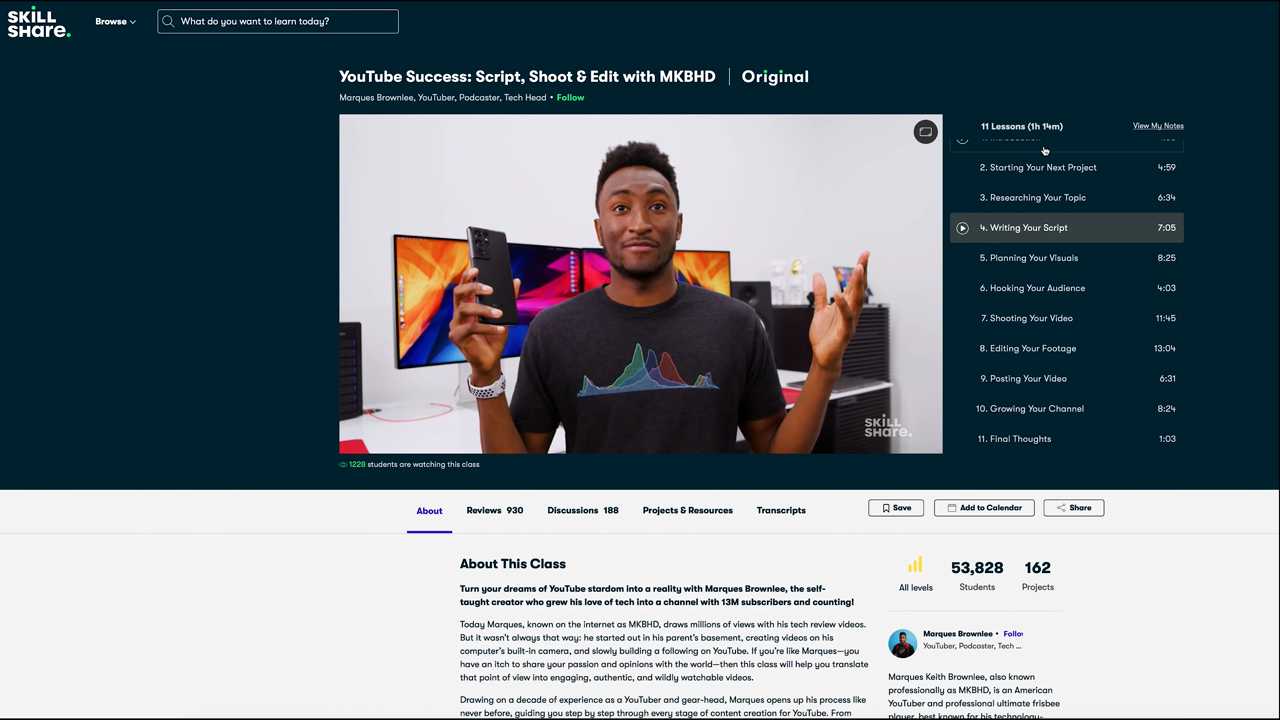 SKILL
SHARE.
Browse
What do you want to learn today?
YouTube Success: Script, Shoot & Edit with MKBHD | Original
Marques Brownlee, YouTuber, Podcaster, Tech Head • Follow
SKILL
SHARE.
1228 students are watching this class
11 Lessons (1h 14m)
View My Notes
2. Starting Your Next Project 4:59
3. Researching Your Topic 6:34
4. Writing Your Script 7:05
5. Planning Your Visuals 8:25
6. Hooking Your Audience 4:03
7. Shooting Your Video 11:45
8. Editing Your Footage 13:04
9. Posting Your Video 6:31
10. Growing Your Channel 8:24
11. Final Thoughts 1:03
About Reviews 930 Discussions 188 Projects & Resources Transcripts
Save Add to Calendar Share
About This Class
Turn your dreams of YouTube stardom into a reality with Marques Brownlee, the self-
taught creator who grew his love of tech into a channel with 13M subscribers and counting!
Today Marques, known on the internet as MKBHD, draws millions of views with his tech review videos.
But it wasn't always that way: he started out in his parent's basement, creating videos on his
computer's built-in camera, and slowly building a following on YouTube. If you're like Marques—you
have an itch to share your passion and opinions with the world—then this class will help you translate
that point of view into engaging, authentic, and wildly watchable videos.
Drawing on a decade of experience as a YouTuber and gear-head, Marques opens up his process like
never before, guiding you step by step through every stage of content creation for YouTube. From
All levels
53,828
Students
162
Projects
Marques Brownlee • Follow
YouTuber, Podcaster, Tech ...
Marques Keith Brownlee, also known
professionally as MKBHD, is an American
YouTuber and professional ultimate frisbee
player, best known for his technology-